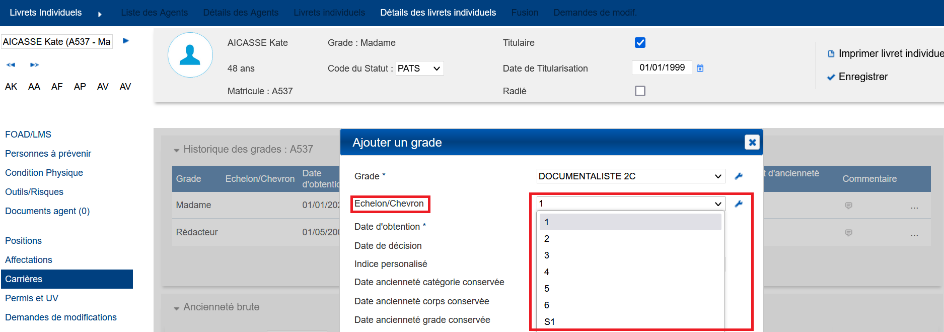 Livrets Individuels Liste des Agents Détails des Agents Livrets individuels Détails des livrets individuels Fusion Demandes de modif.
AICASSE Kate (A537 - Ma
AK AA AF AP AV AV
AICASSE Kate Grade : Madame Titulaire
48 ans Code du Statut : PATS Date de Titularisation 01/01/1999
Matricule : A537 Radié
Imprimer livret individue
Enregistrer
FOAD/LMS
Personnes à prévenir
Condition Physique
Outils/Risques
Documents agent (0)
Positions
Affectations
Carrières
Permis et UV
Demandes de modifications
Historique des grades : A537
Grade Echelon/Chevron Date d'obtentio
t d'ancienneté Commentaire
Madame 01/01/202 ...
Rédacteur 01/05/200 ...
Ancienneté brute
Ajouter un grade
Grade * DOCUMENTALISTE 2C
Echelon/Chevron 1
Date d'obtention *
Date de décision
Indice personalisé
Date ancienneté catégorie conservée
Date ancienneté corps conservée
Date ancienneté grade conservée
1
2
3
4
5
6
S1